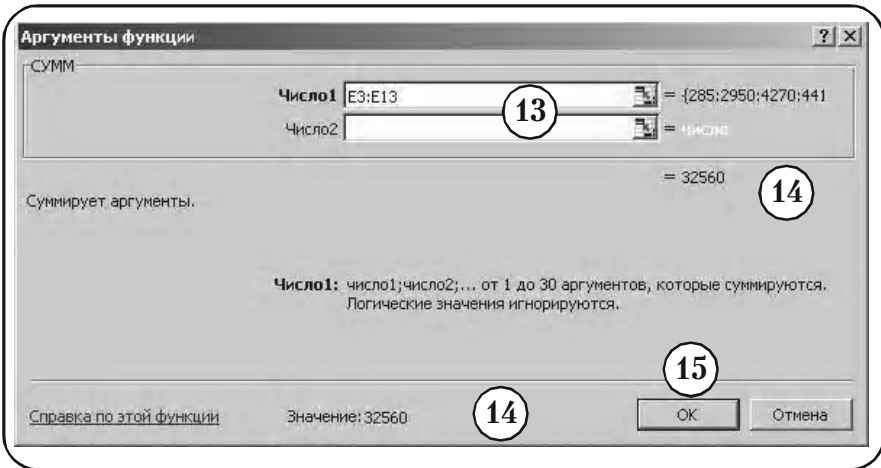 Аргументы функции
СУММ
Число1 E3:E13 13 = {285:2950:4270:441
Число2 = число
= 32560 14
Суммирует аргументы.
Число1: число1;число2;... от 1 до 30 аргументов, которые суммируются.
Логические значения игнорируются.
15
Справка по этой функции Значение:32560 14 ОК Отмена